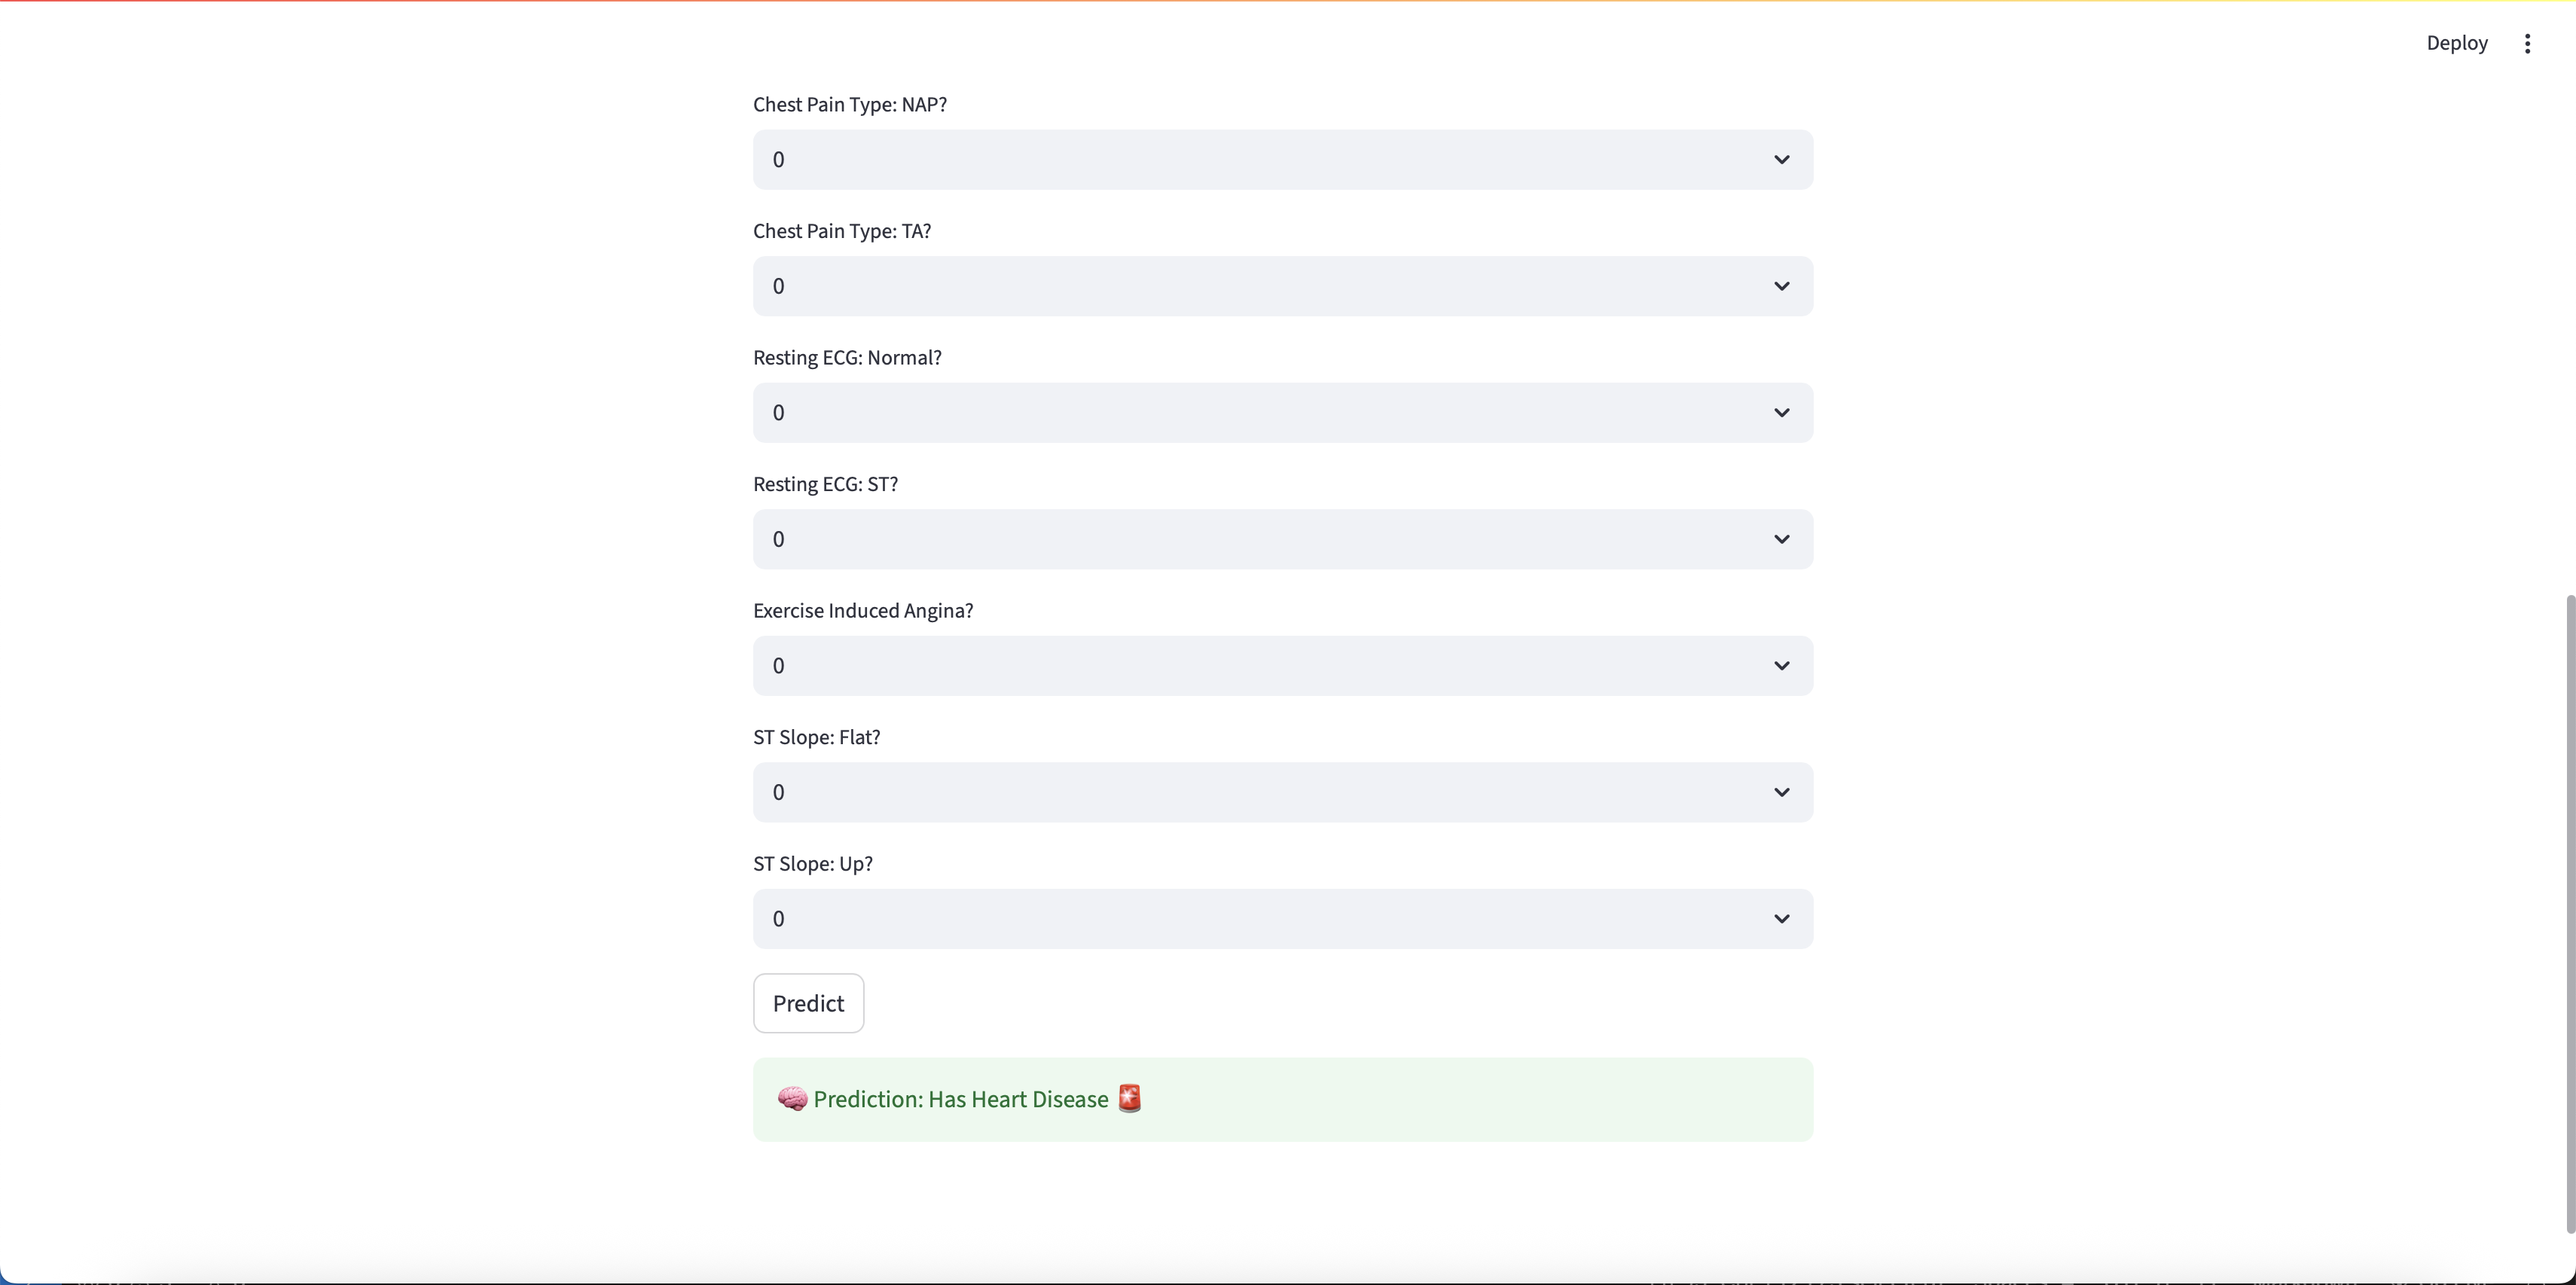 Deploy
Chest Pain Type: NAP?
0
Chest Pain Type: TA?
0
Resting ECG: Normal?
0
Resting ECG: ST?
0
Exercise Induced Angina?
0
ST Slope: Flat?
0
ST Slope: Up?
0
Predict
🧠 Prediction: Has Heart Disease 🚨